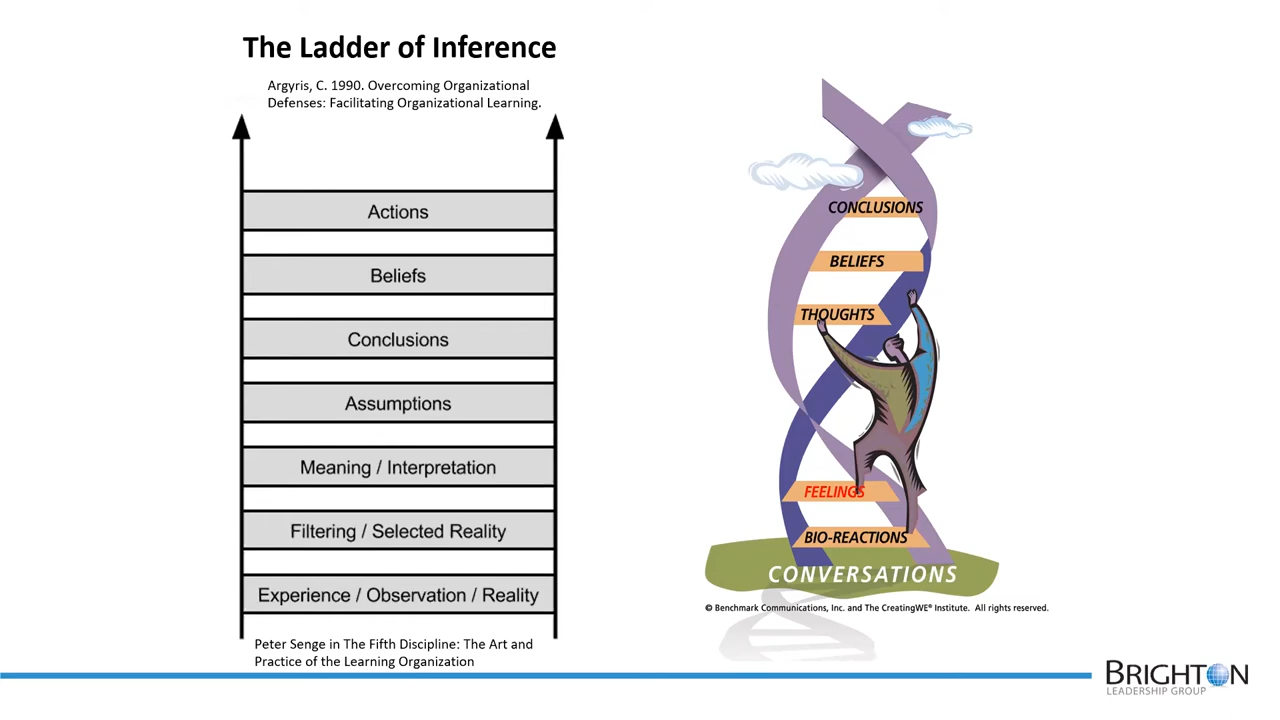 The Ladder of Inference
Argyris, C. 1990. Overcoming Organizational
Defenses: Facilitating Organizational Learning.
Actions
Beliefs
Conclusions
Assumptions
Meaning / Interpretation
Filtering / Selected Reality
Experience / Observation / Reality
Peter Senge in The Fifth Discipline: The Art and
Practice of the Learning Organization
CONCLUSIONS
BELIEFS
THOUGHTS
FEELINGS
BIO-REACTIONS
CONVERSATIONS
© Benchmark Communications, Inc. and The CreatingWE® Institute. All rights reserved.
BRIGHTON
LEADERSHIP GROUP